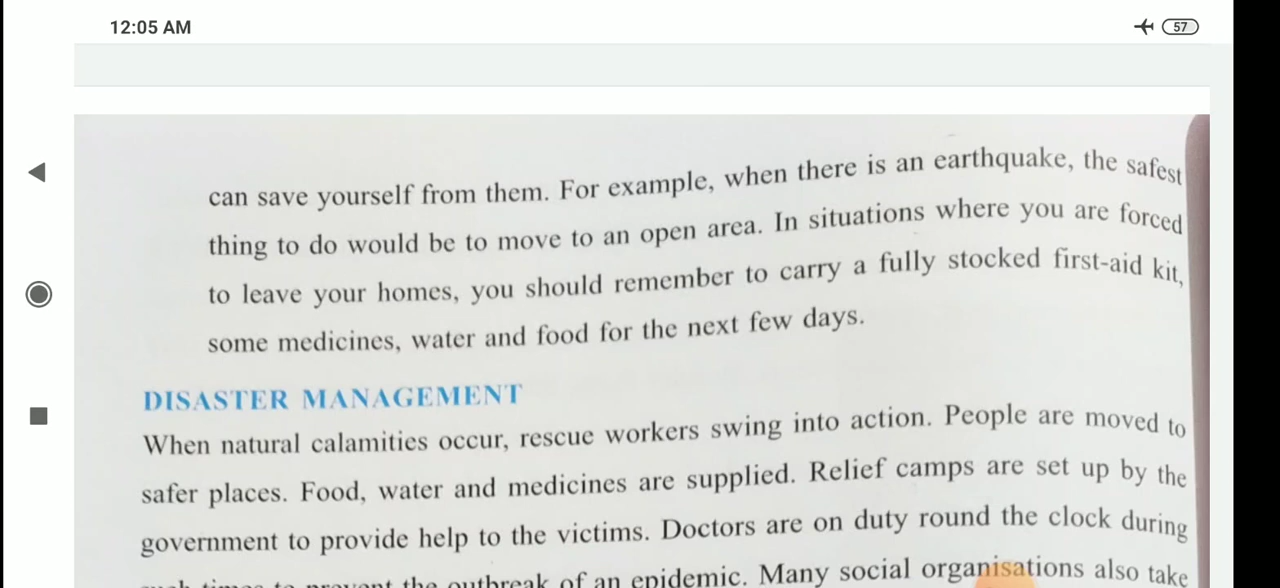 12:05 AM
57
can save yourself from them. For example, when there is an earthquake, the safest
thing to do would be to move to an open area. In situations where you are forced
to leave your homes, you should remember to carry a fully stocked first-aid kit,
some medicines, water and food for the next few days.
DISASTER MANAGEMENT
When natural calamities occur, rescue workers swing into action. People are moved to
safer places. Food, water and medicines are supplied. Relief camps are set up by the
government to provide help to the victims. Doctors are on duty round the clock during
such times to prevent the outbreak of an epidemic. Many social organisations also take